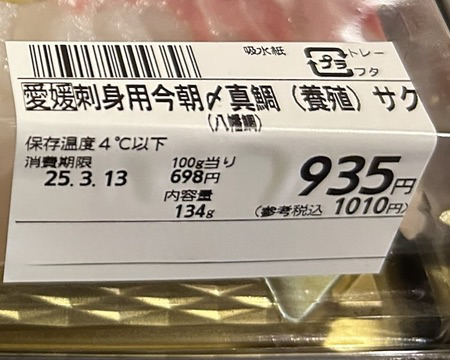 吸水紙
プラ
トレー
フタ
愛媛刺身用今朝〆真鯛(養殖)サク
(八幡鯛)
保存温度4℃以下
消費期限
25.3.13
100g当り
698円
内容量
134g
935円
(参考税込 1010円)